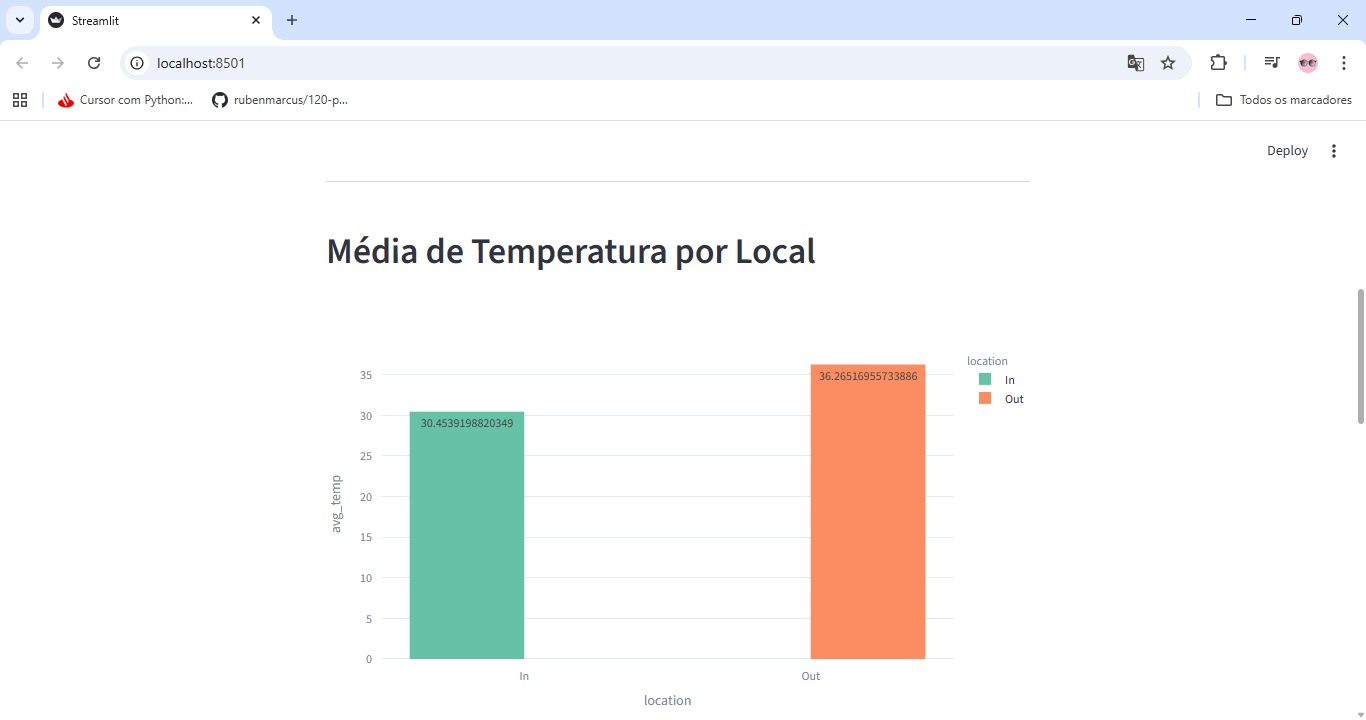 Streamlit
localhost:8501
Cursor com Python:...
rubenmarcus/120-p...
Todos os marcadores
Deploy
Média de Temperatura por Local
location
In
Out
35
30
25
20
15
10
5
0
avg_temp
30.4539198820349
36.26516955733886
In
Out
location